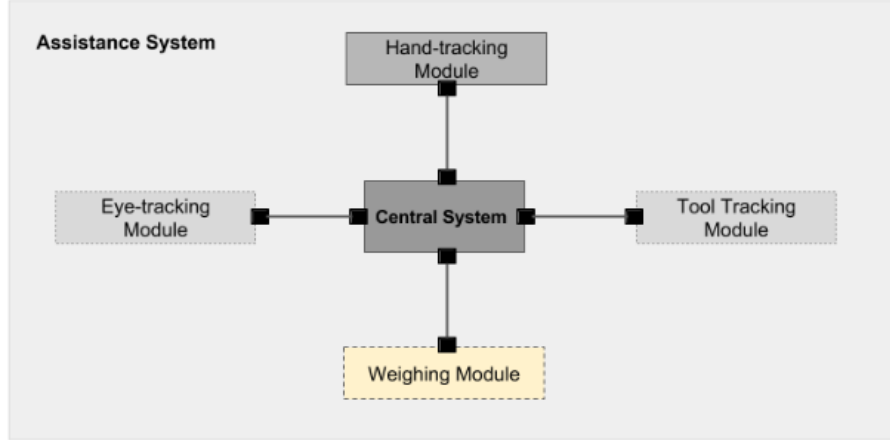 Assistance System
Hand-tracking
Module
Eye-tracking
Module
Central System
Tool Tracking
Module
Weighing Module